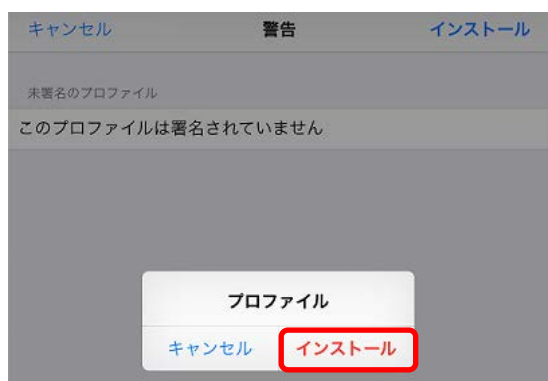 キャンセル 警告 インストール
未署名のプロファイル
このプロファイルは署名されていません
プロファイル
キャンセル インストール